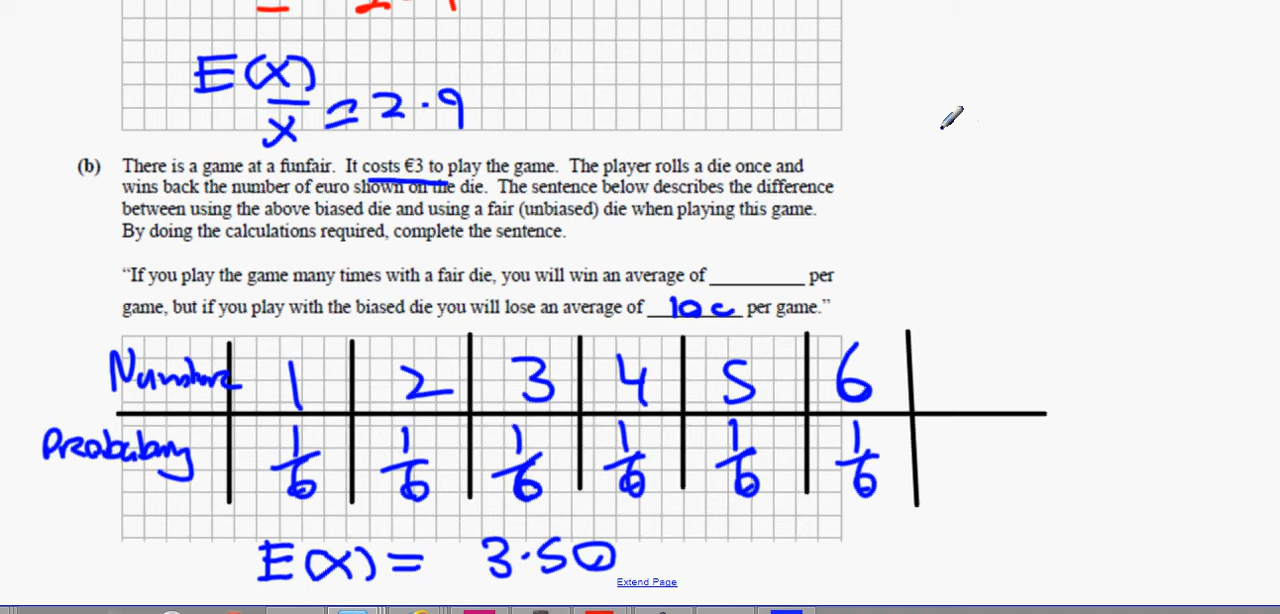 E(x)
x = 2.9
(b) There is a game at a funfair. It costs €3 to play the game. The player rolls a die once and
wins back the number of euro shown on the die. The sentence below describes the difference
between using the above biased die and using a fair (unbiased) die when playing this game.
By doing the calculations required, complete the sentence.
“If you play the game many times with a fair die, you will win an average of _________ per
game, but if you play with the biased die you will lose an average of 10 c per game.”
1 2 3 4 5 6
Probability 1/6 1/6 1/6 1/6 1/6 1/6
E(x) = 3.50
Extend Page